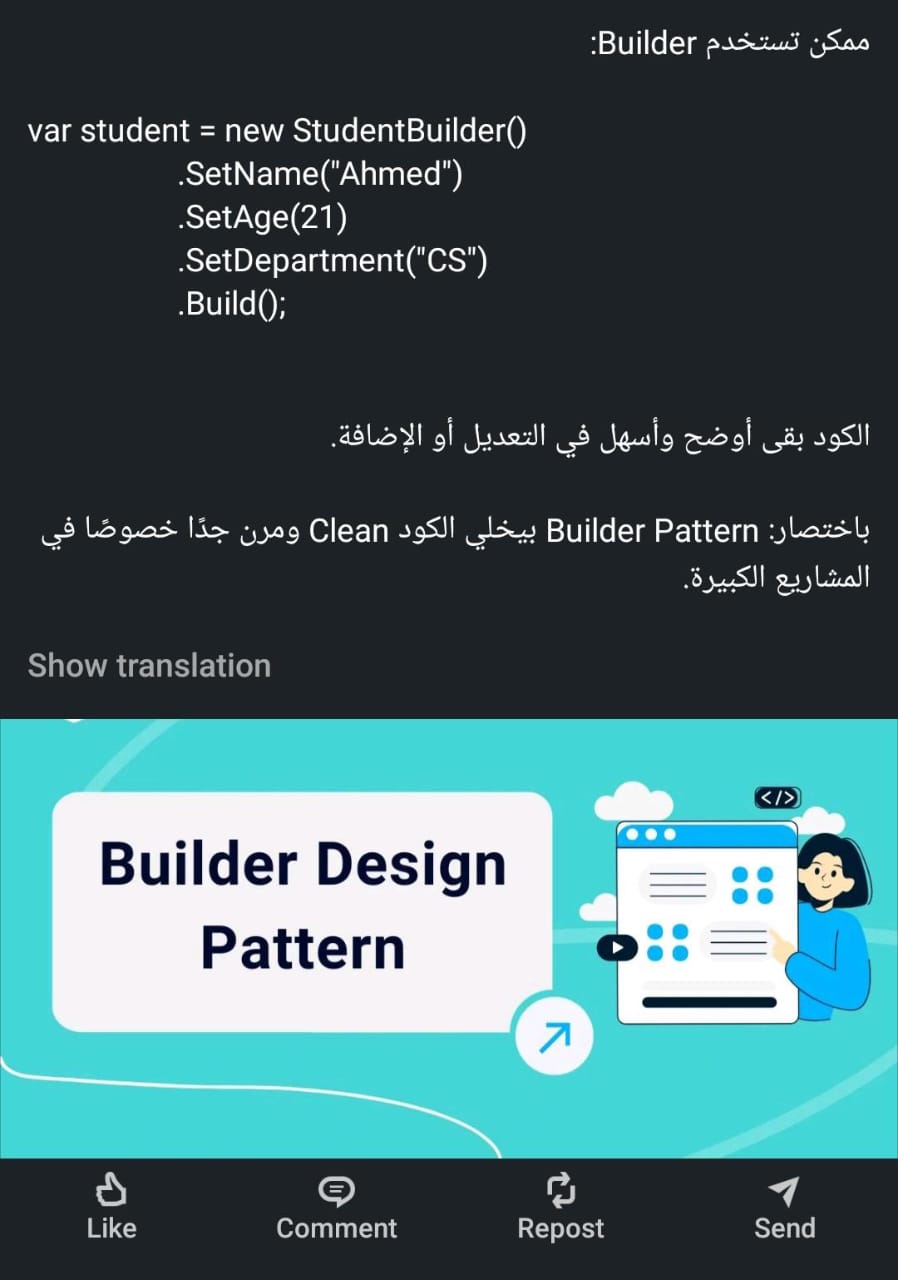 ممكن تستخدم Builder:
var student = new StudentBuilder()
.SetName("Ahmed")
.SetAge(21)
.SetDepartment("CS")
.Build();
الكود بقى أوضح وأسهل في التعديل أو الإضافة.
باختصار: Builder Pattern بيخلي الكود Clean ومرن جدًا خصوصًا في
المشاريع الكبيرة.
Show translation
</>
Builder Design
Pattern
Like
Comment
Repost
Send